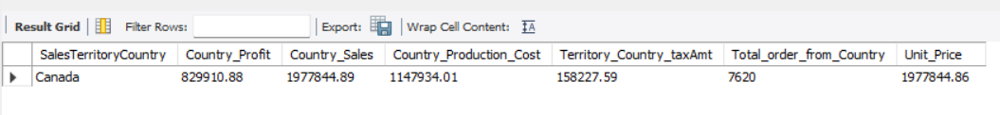 Result Grid Filter Rows: Export: Wrap Cell Content:
SalesTerritoryCountry Country_Profit Country_Sales Country_Production_Cost Territory_Country_taxAmt Total_order_from_Country Unit_Price
Canada 829910.88 1977844.89 1147934.01 158227.59 7620 1977844.86